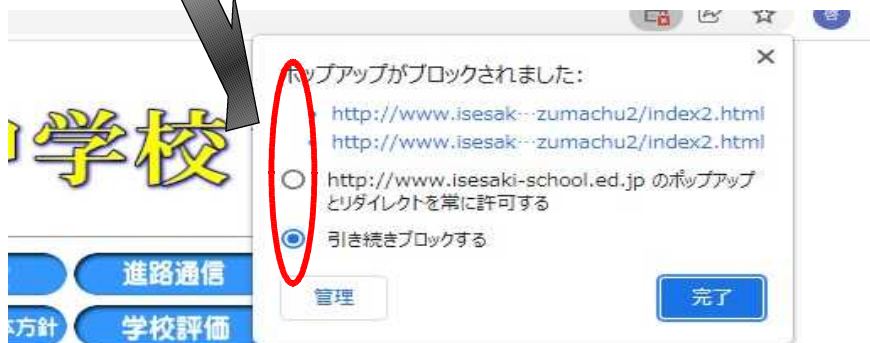 ポップアップがブロックされました:
http://www.isesak…zumachu2/index2.html
http://www.isesak…zumachu2/index2.html
http://www.isesaki-school.ed.jp のポップアップ
とリダイレクトを常に許可する
引き続きブロックする
管理
完了
中学校
進路通信
本方針
学校評価
啓